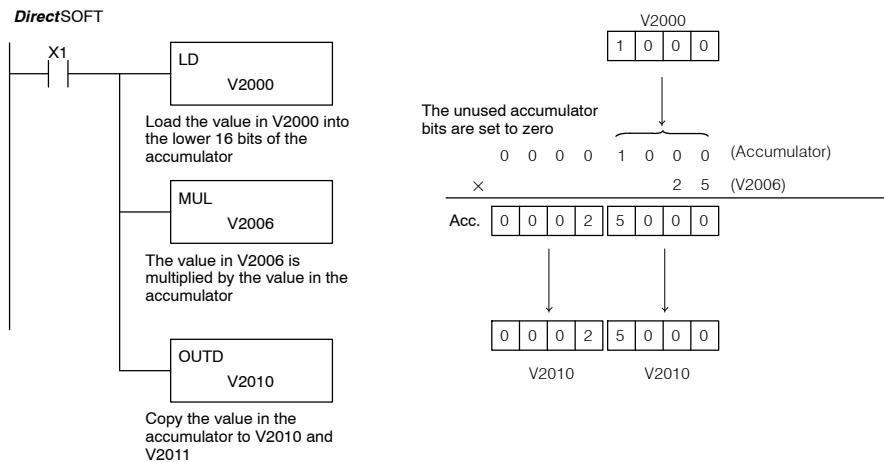 DirectSOFT
X1
LD
V2000
Load the value in V2000 into
the lower 16 bits of the
accumulator
MUL
V2006
The value in V2006 is
multiplied by the value in the
accumulator
OUTD
V2010
Copy the value in the
accumulator to V2010 and
V2011
V2000
1 0 0 0
The unused accumulator
bits are set to zero
0 0 0 0 1 0 0 0 (Accumulator)
× 2 5 (V2006)
Acc. 0 0 0 2 5 0 0 0
0 0 0 2 5 0 0 0
V2010 V2010